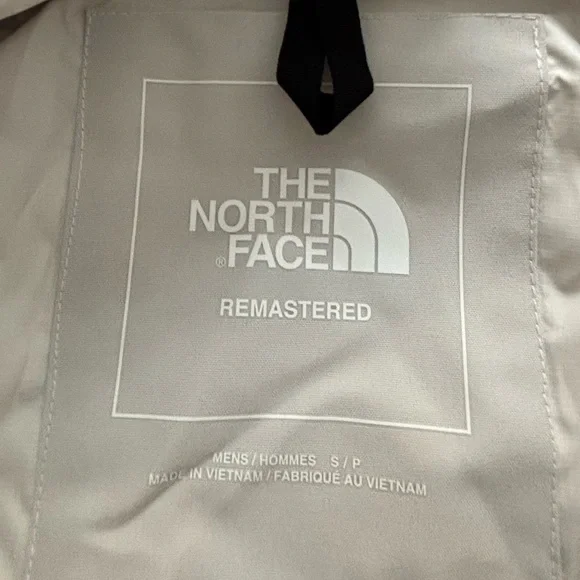 THE
NORTH
® FACE
REMASTERED
MENS / HOMMES S / P
MADE IN VIETNAM / FABRIQUÉ AU VIETNAM